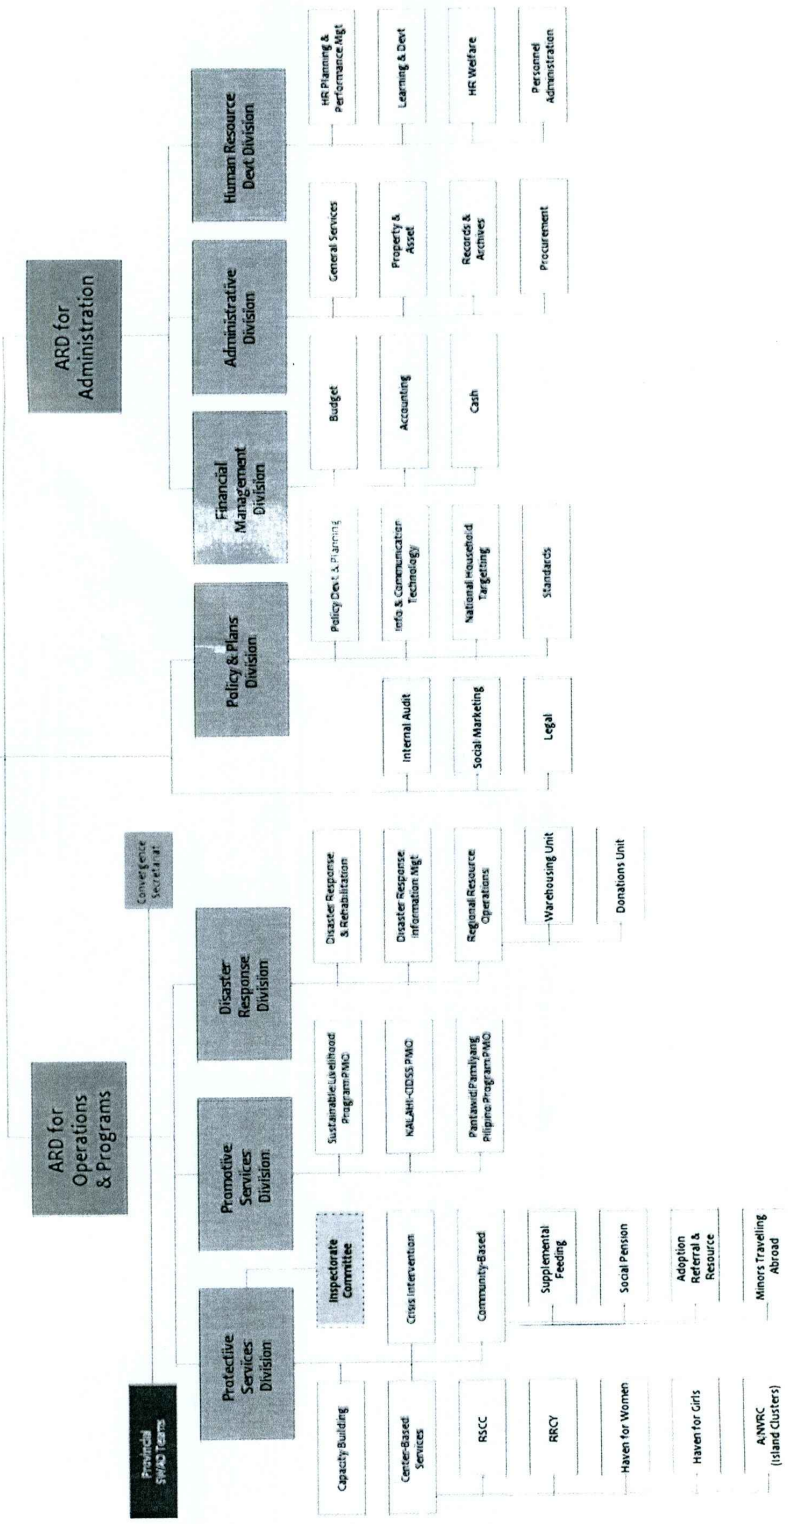 ARD for
Operations
& Programs
ARD for
Administration
Provincial
SWAD Teams
Convergence
Secretariat
Protective
Services
Division
Promotive
Services
Division
Disaster
Response
Division
Policy & Plans
Division
Financial
Management
Division
Administrative
Division
Human Resource
Devt Division
Capacity Building
Center-Based
Services
RSCC
RRCY
Haven for Women
Haven for Girls
A/NVRC
(Island Clusters)
Inspectorate
Committee
Crisis Intervention
Community-Based
Supplemental
Feeding
Social Pension
Adoption
Referral &
Resource
Minors Travelling
Abroad
Sustainable Livelihood
Program PMO
KALAHI-CIDSS PMO
Pantawid Pamilyang
Pilipino Program PMO
Disaster Response
& Rehabilitation
Disaster Response
Information Mgt
Regional Resource
Operations
Warehousing Unit
Donations Unit
Internal Audit
Social Marketing
Legal
Policy Devt & Planning
Info & Communication
Technology
National Household
Targetting
Standards
Budget
Accounting
Cash
General Services
Property &
Asset
Records &
Archives
Procurement
HR Planning &
Performance Mgt
Learning & Devt
HR Welfare
Personnel
Administration